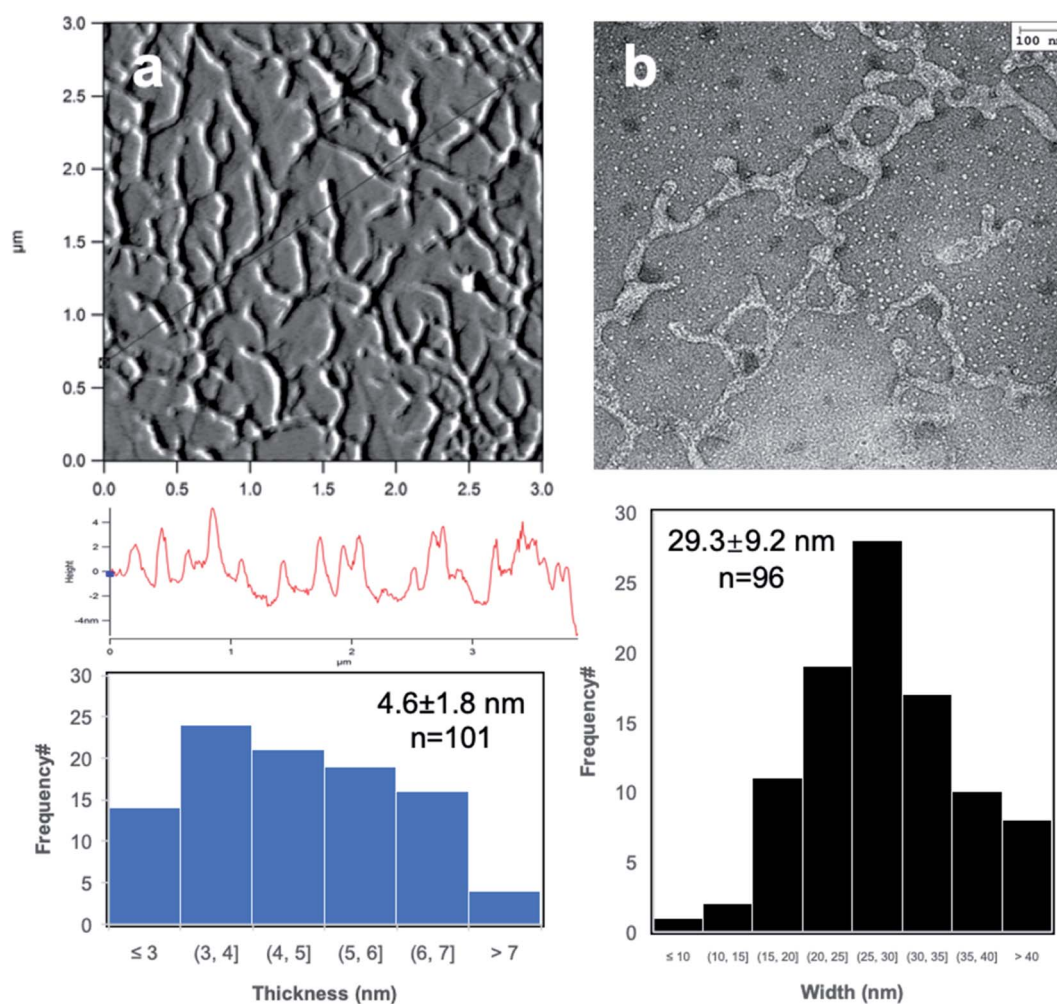 a
3.0
2.5
2.0
1.5
1.0
0.5
0.0
µm
0.0 0.5 1.0 1.5 2.0 2.5 3.0
b
100 nm
4
2
0
-2
-4nm
Height
0 1 2 3
µm
30
25
20
15
10
5
0
Frequency#
4.6±1.8 nm
n=101
≤ 3 (3, 4] (4, 5] (5, 6] (6, 7] > 7
Thickness (nm)
30
25
20
15
10
5
0
Frequency#
29.3±9.2 nm
n=96
≤ 10 (10, 15] (15, 20] (20, 25] (25, 30] (30, 35] (35, 40] > 40
Width (nm)